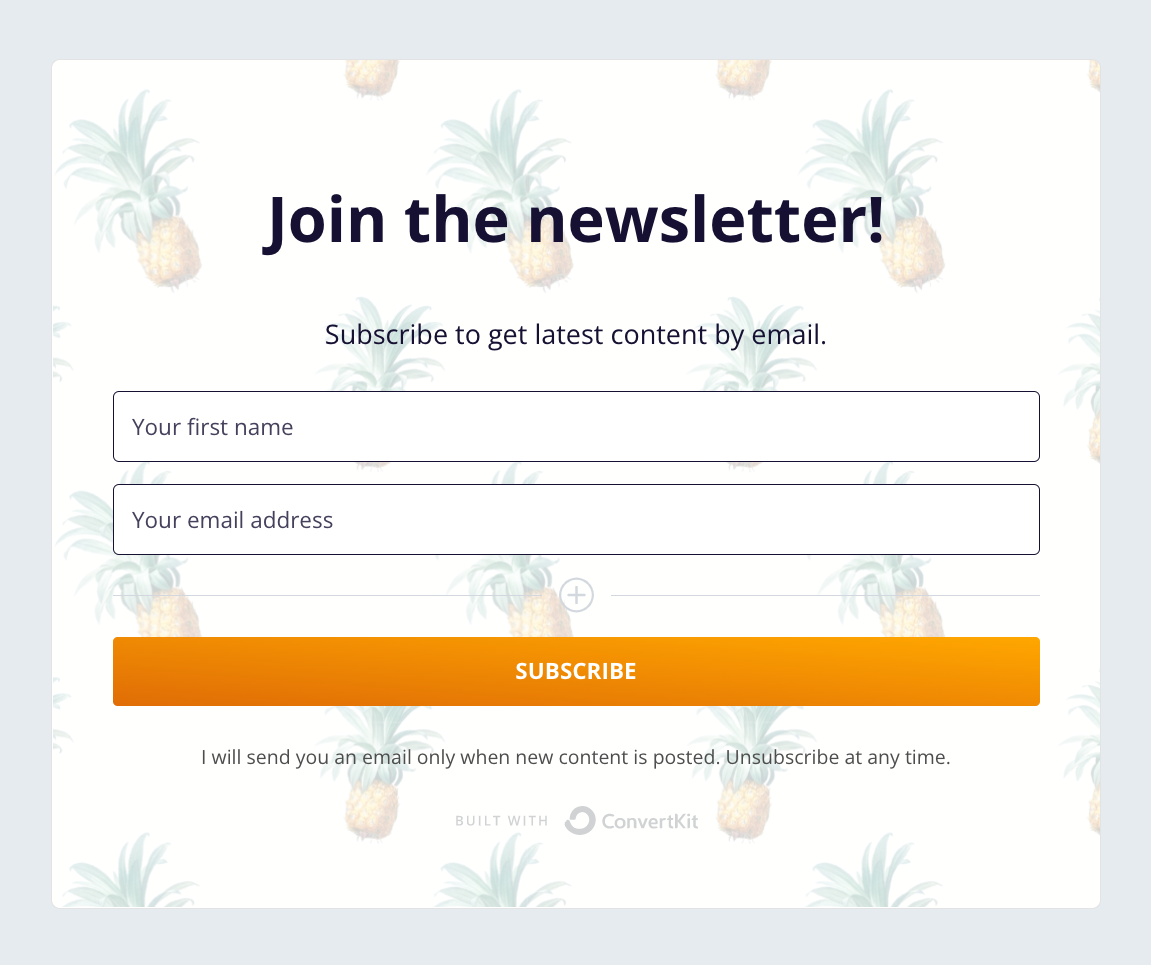 Join the newsletter!
Subscribe to get latest content by email.
Your first name
Your email address
SUBSCRIBE
I will send you an email only when new content is posted. Unsubscribe at any time.
BUILT WITH ConvertKit